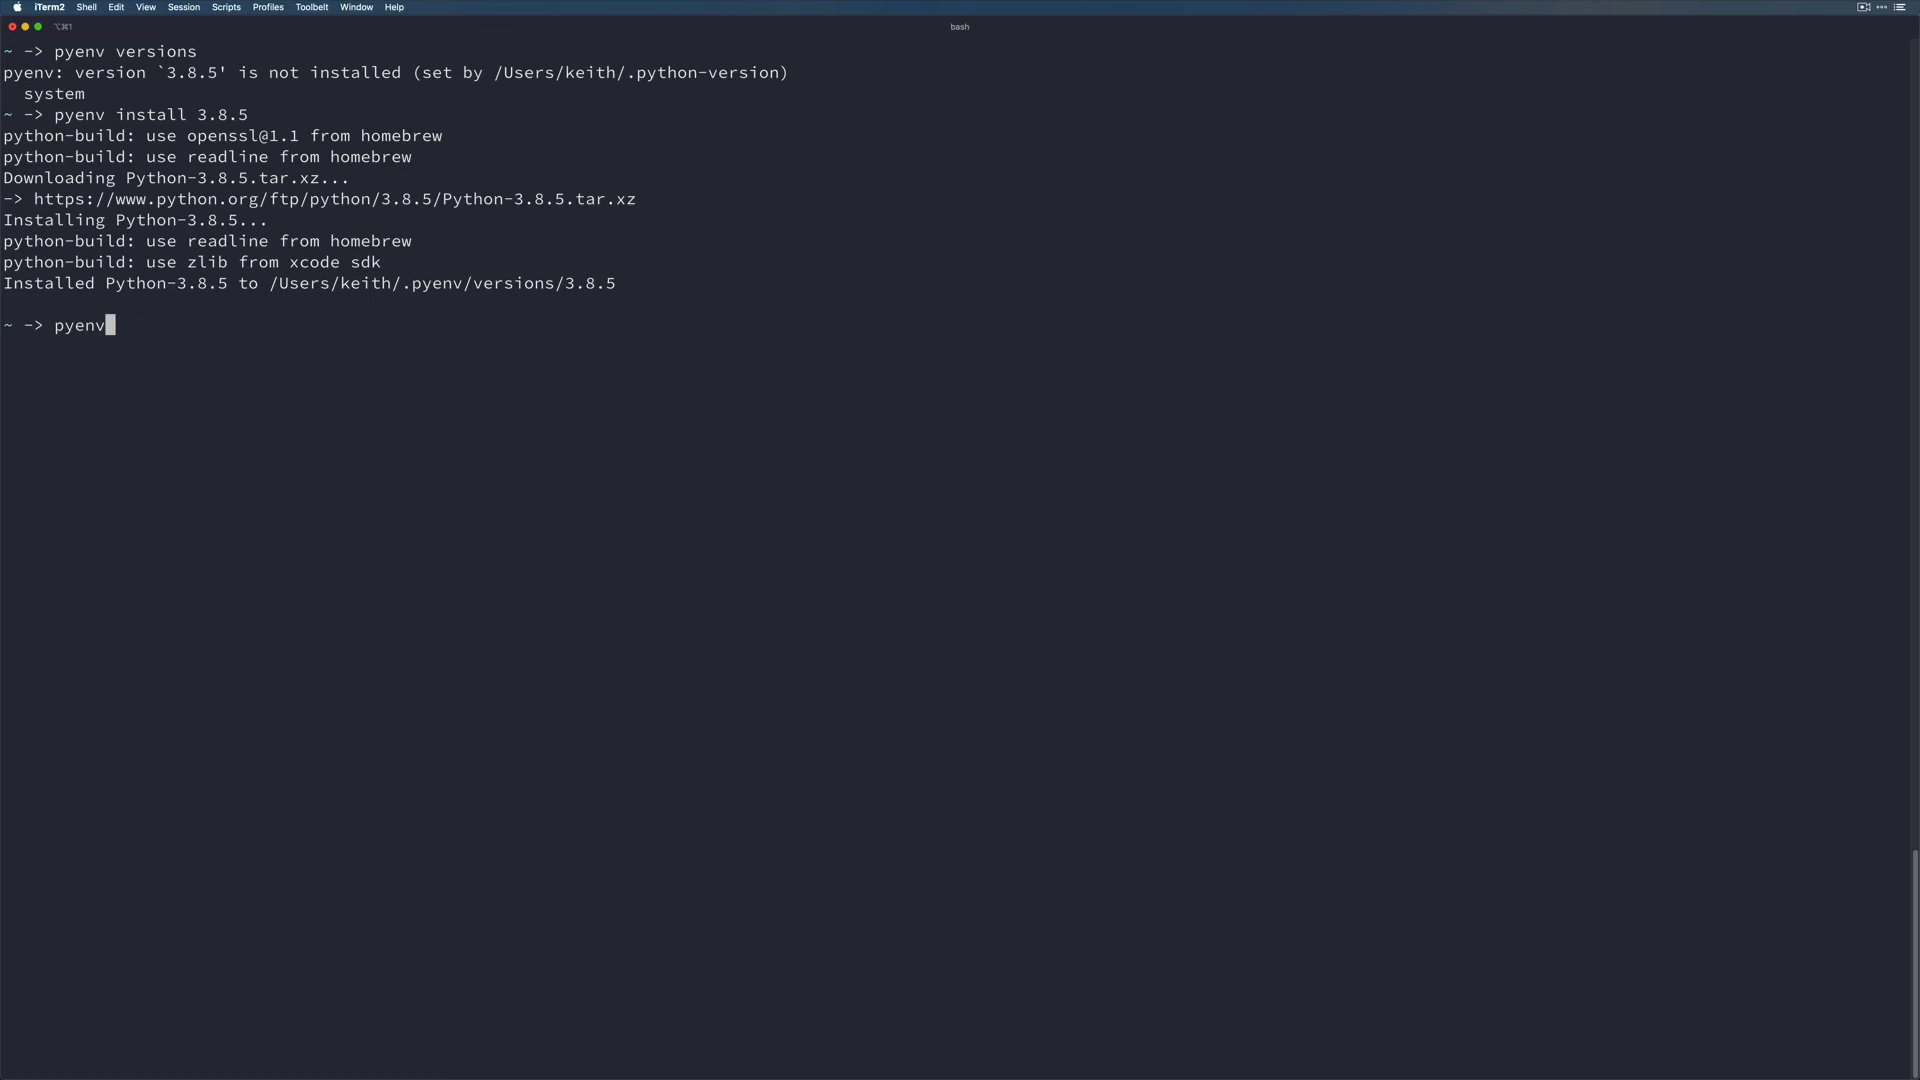 iTerm2 Shell Edit View Session Scripts Profiles Toolbelt Window Help
⌥⌘1 bash
~ -> pyenv versions
pyenv: version `3.8.5' is not installed (set by /Users/keith/.python-version)
system
~ -> pyenv install 3.8.5
python-build: use openssl@1.1 from homebrew
python-build: use readline from homebrew
Downloading Python-3.8.5.tar.xz...
-> https://www.python.org/ftp/python/3.8.5/Python-3.8.5.tar.xz
Installing Python-3.8.5...
python-build: use readline from homebrew
python-build: use zlib from xcode sdk
Installed Python-3.8.5 to /Users/keith/.pyenv/versions/3.8.5
~ -> pyenv